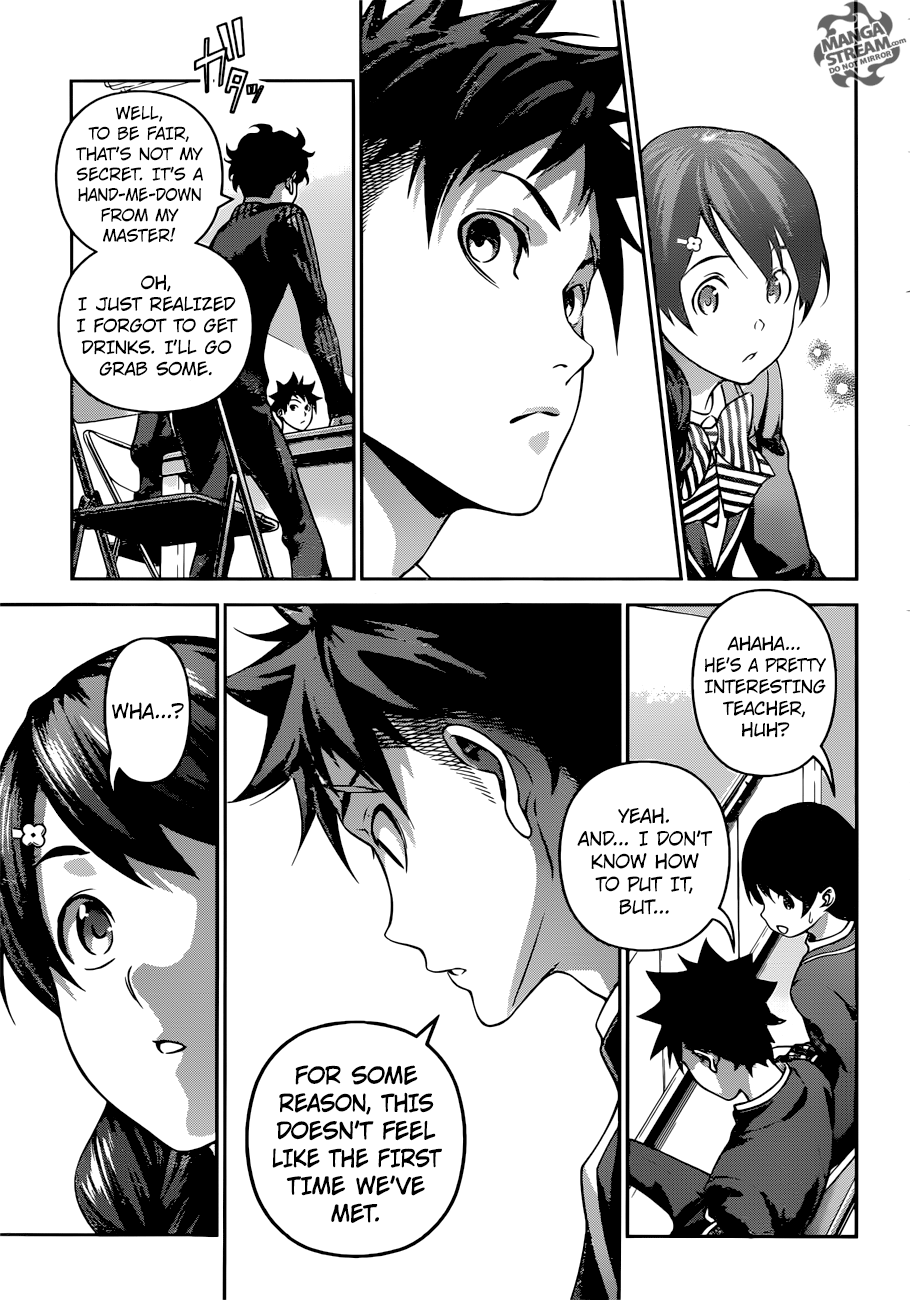 ガタッ
MANGA
STREAM.com
DO NOT MIRROR
WELL,
TO BE FAIR,
THAT'S NOT MY
SECRET. IT'S A
HAND-ME-DOWN
FROM MY
MASTER!
OH,
I JUST REALIZED
I FORGOT TO GET
DRINKS. I'LL GO
GRAB SOME.
AHAHA...
HE'S A PRETTY
INTERESTING
TEACHER,
HUH?
YEAH.
AND... I DON'T
KNOW HOW
TO PUT IT,
BUT...
FOR SOME
REASON, THIS
DOESN'T FEEL
LIKE THE FIRST
TIME WE'VE
MET.
WHA...?